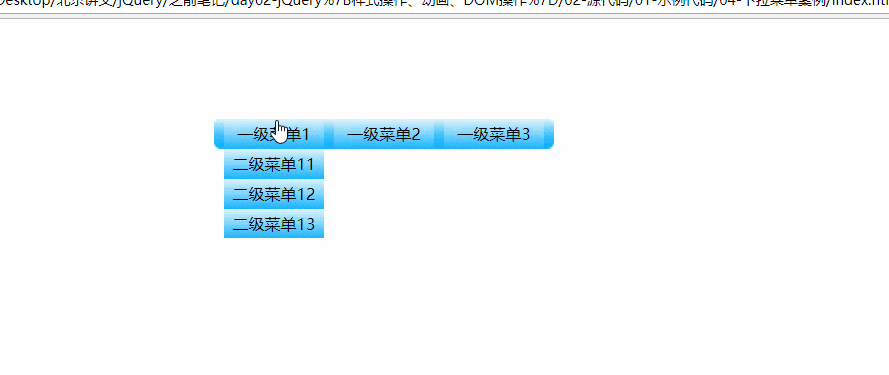 Desktop/北京讲义/jQuery/之前笔记/day02-jQuery%7B样式操作、动画、DOM操作%7D/02-源代码/01-示例代码/04-下拉菜单案例/index.htm
一级菜单1 一级菜单2 一级菜单3
二级菜单11
二级菜单12
二级菜单13